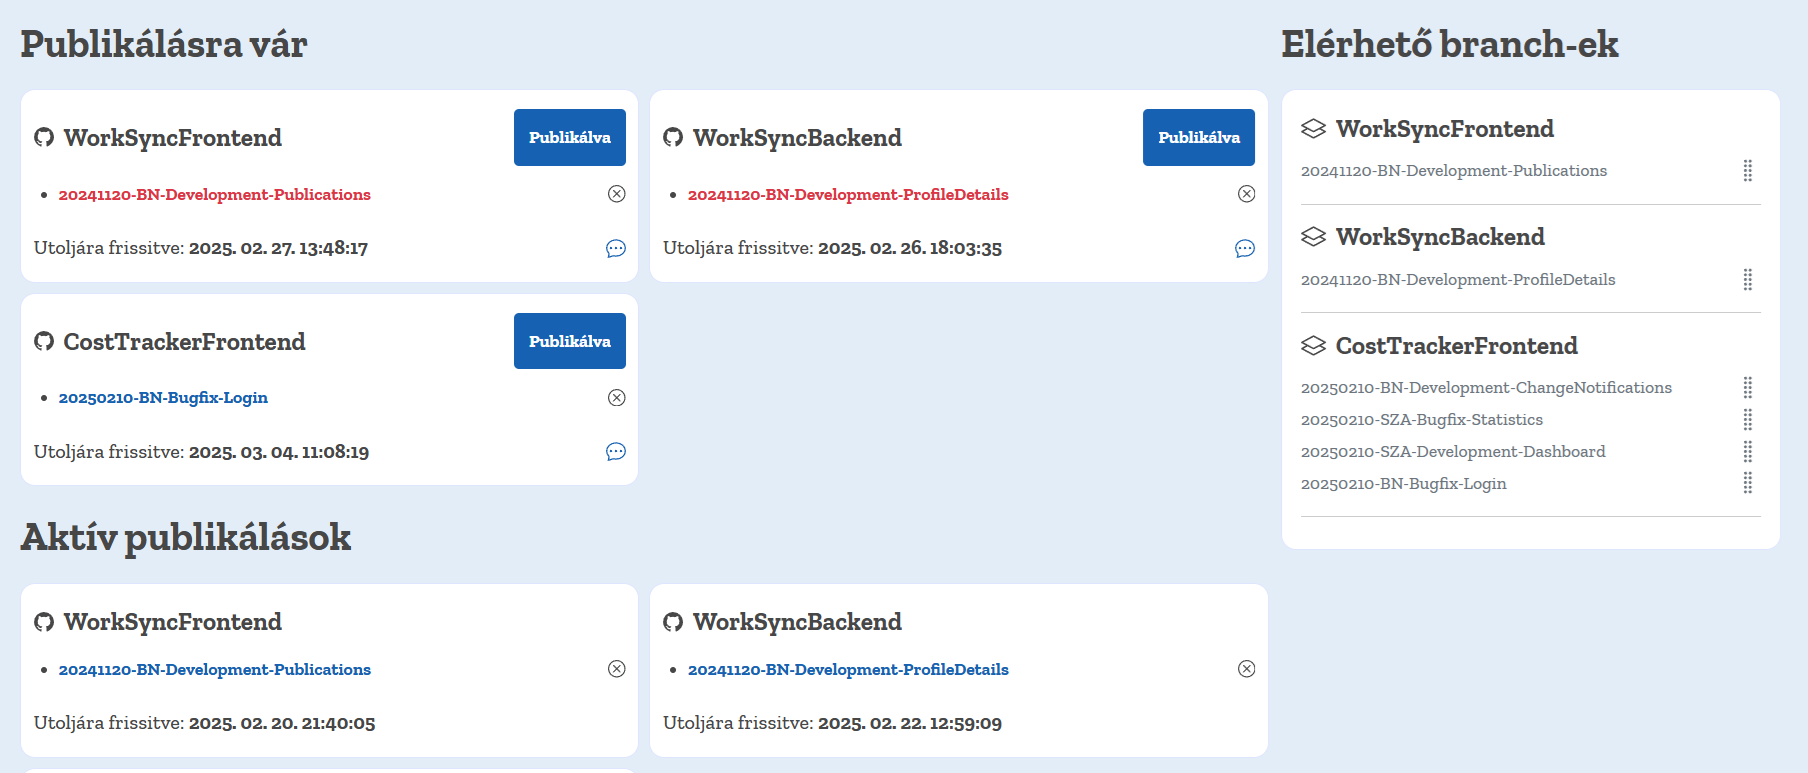 Publikálásra vár
WorkSyncFrontend
Publikálva
20241120-BN-Development-Publications
Utoljára frissitve: 2025. 02. 27. 13:48:17
WorkSyncBackend
Publikálva
20241120-BN-Development-ProfileDetails
Utoljára frissitve: 2025. 02. 26. 18:03:35
CostTrackerFrontend
Publikálva
20250210-BN-Bugfix-Login
Utoljára frissitve: 2025. 03. 04. 11:08:19
Aktív publikálások
WorkSyncFrontend
20241120-BN-Development-Publications
Utoljára frissitve: 2025. 02. 20. 21:40:05
WorkSyncBackend
20241120-BN-Development-ProfileDetails
Utoljára frissitve: 2025. 02. 22. 12:59:09
Elérhető branch-ek
WorkSyncFrontend
20241120-BN-Development-Publications
WorkSyncBackend
20241120-BN-Development-ProfileDetails
CostTrackerFrontend
20250210-BN-Development-ChangeNotifications
20250210-SZA-Bugfix-Statistics
20250210-SZA-Development-Dashboard
20250210-BN-Bugfix-Login